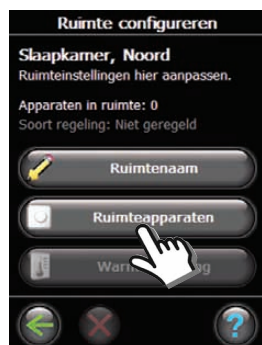 Ruimte configureren
Slaapkamer, Noord
Ruimteinstellingen hier aanpassen.
Apparaten in ruimte: 0
Soort regeling: Niet geregeld
Ruimtenaam
Ruimteapparaten
?